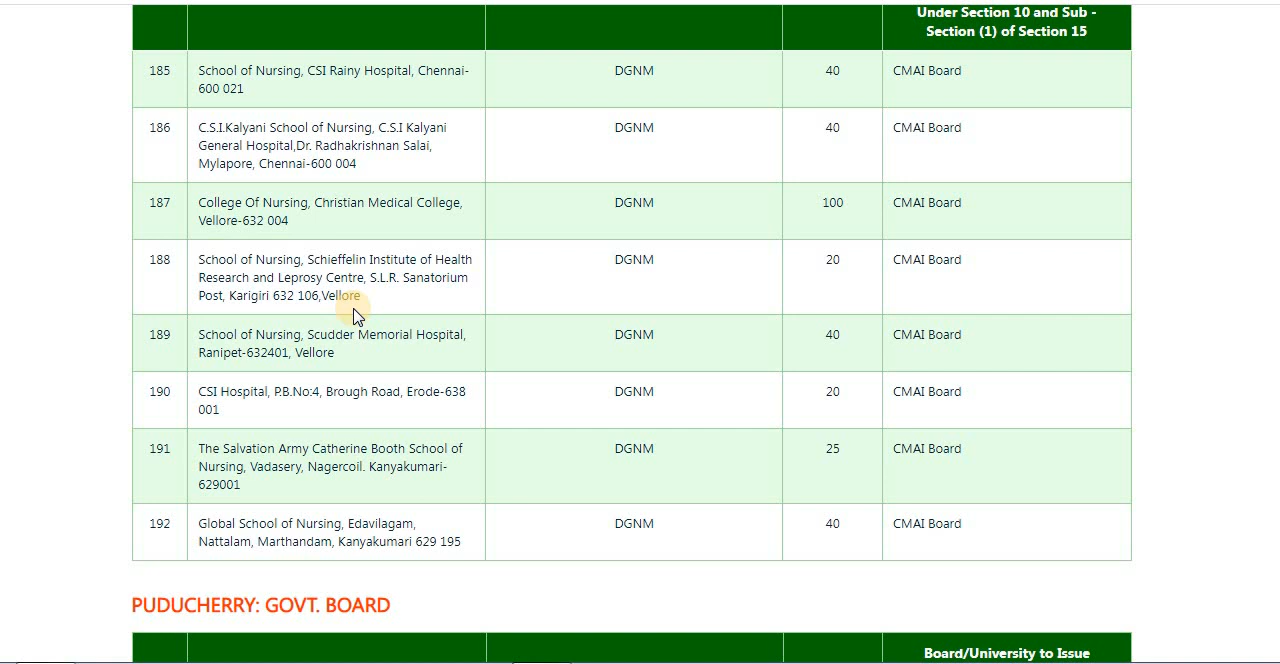 Under Section 10 and Sub -
Section (1) of Section 15
185 School of Nursing, CSI Rainy Hospital, Chennai- DGNM 40 CMAI Board
600 021
186 C.S.I.Kalyani School of Nursing, C.S.I Kalyani DGNM 40 CMAI Board
General Hospital,Dr. Radhakrishnan Salai,
Mylapore, Chennai-600 004
187 College Of Nursing, Christian Medical College, DGNM 100 CMAI Board
Vellore-632 004
188 School of Nursing, Schieffelin Institute of Health DGNM 20 CMAI Board
Research and Leprosy Centre, S.L.R. Sanatorium
Post, Karigiri 632 106,Vellore
189 School of Nursing, Scudder Memorial Hospital, DGNM 40 CMAI Board
Ranipet-632401, Vellore
190 CSI Hospital, P.B.No:4, Brough Road, Erode-638 DGNM 20 CMAI Board
001
191 The Salvation Army Catherine Booth School of DGNM 25 CMAI Board
Nursing, Vadasery, Nagercoil. Kanyakumari-
629001
192 Global School of Nursing, Edavilagam, DGNM 40 CMAI Board
Nattalam, Marthandam, Kanyakumari 629 195
PUDUCHERRY: GOVT. BOARD
Board/University to Issue